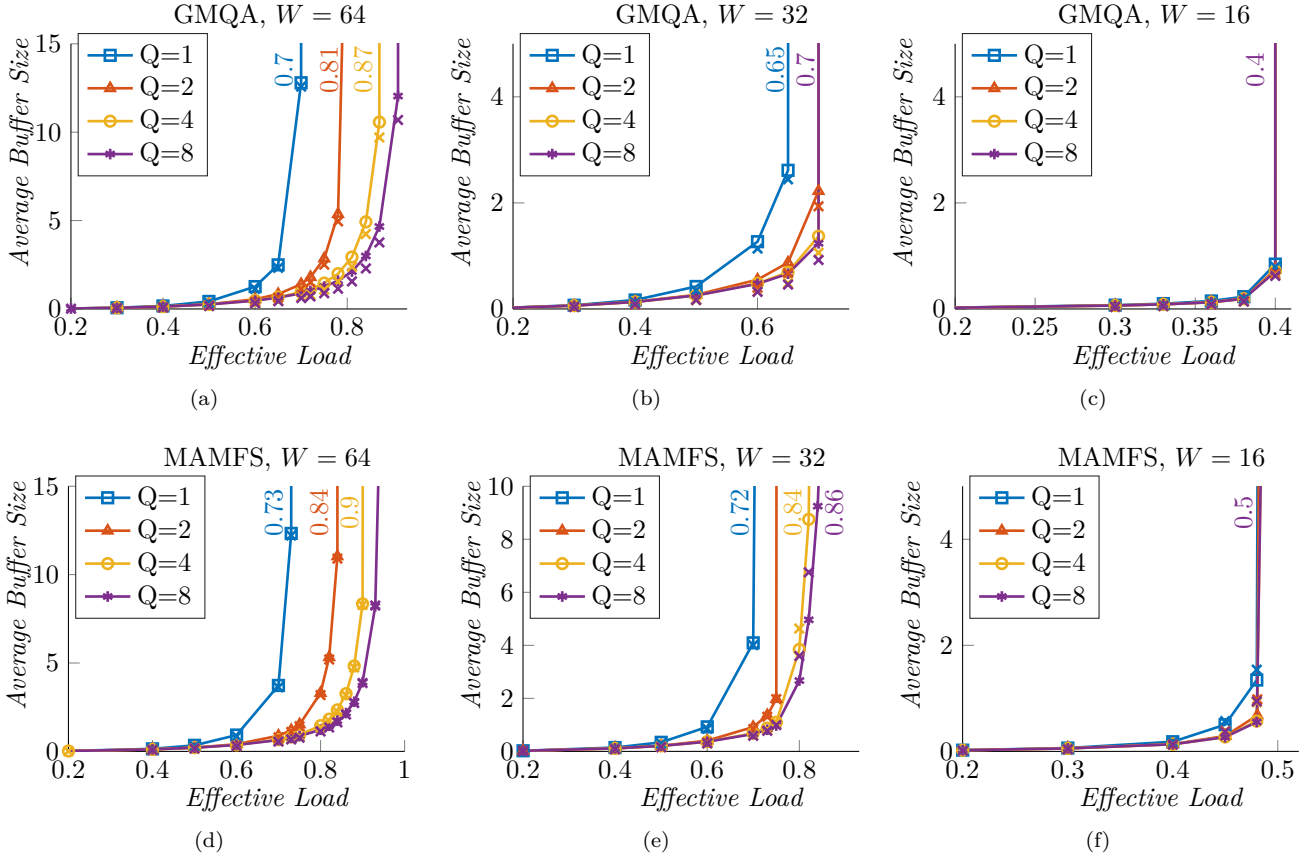 GMQA, W = 64
Average Buffer Size
15
10
5
0
Q=1
Q=2
Q=4
Q=8
0.7
0.81
0.87
0.2
0.4
0.6
0.8
Effective Load
(a)
GMQA, W = 32
Average Buffer Size
4
2
0
Q=1
Q=2
Q=4
Q=8
0.65
0.7
0.2
0.4
0.6
Effective Load
(b)
GMQA, W = 16
Average Buffer Size
4
2
0
Q=1
Q=2
Q=4
Q=8
0.4
0.2
0.25
0.3
0.35
0.4
Effective Load
(c)
MAMFS, W = 64
Average Buffer Size
15
10
5
0
Q=1
Q=2
Q=4
Q=8
0.73
0.84
0.9
0.2
0.4
0.6
0.8
1
Effective Load
(d)
MAMFS, W = 32
Average Buffer Size
10
8
6
4
2
0
Q=1
Q=2
Q=4
Q=8
0.72
0.84
0.86
0.2
0.4
0.6
0.8
Effective Load
(e)
MAMFS, W = 16
Average Buffer Size
4
2
0
Q=1
Q=2
Q=4
Q=8
0.5
0.2
0.3
0.4
0.5
Effective Load
(f)